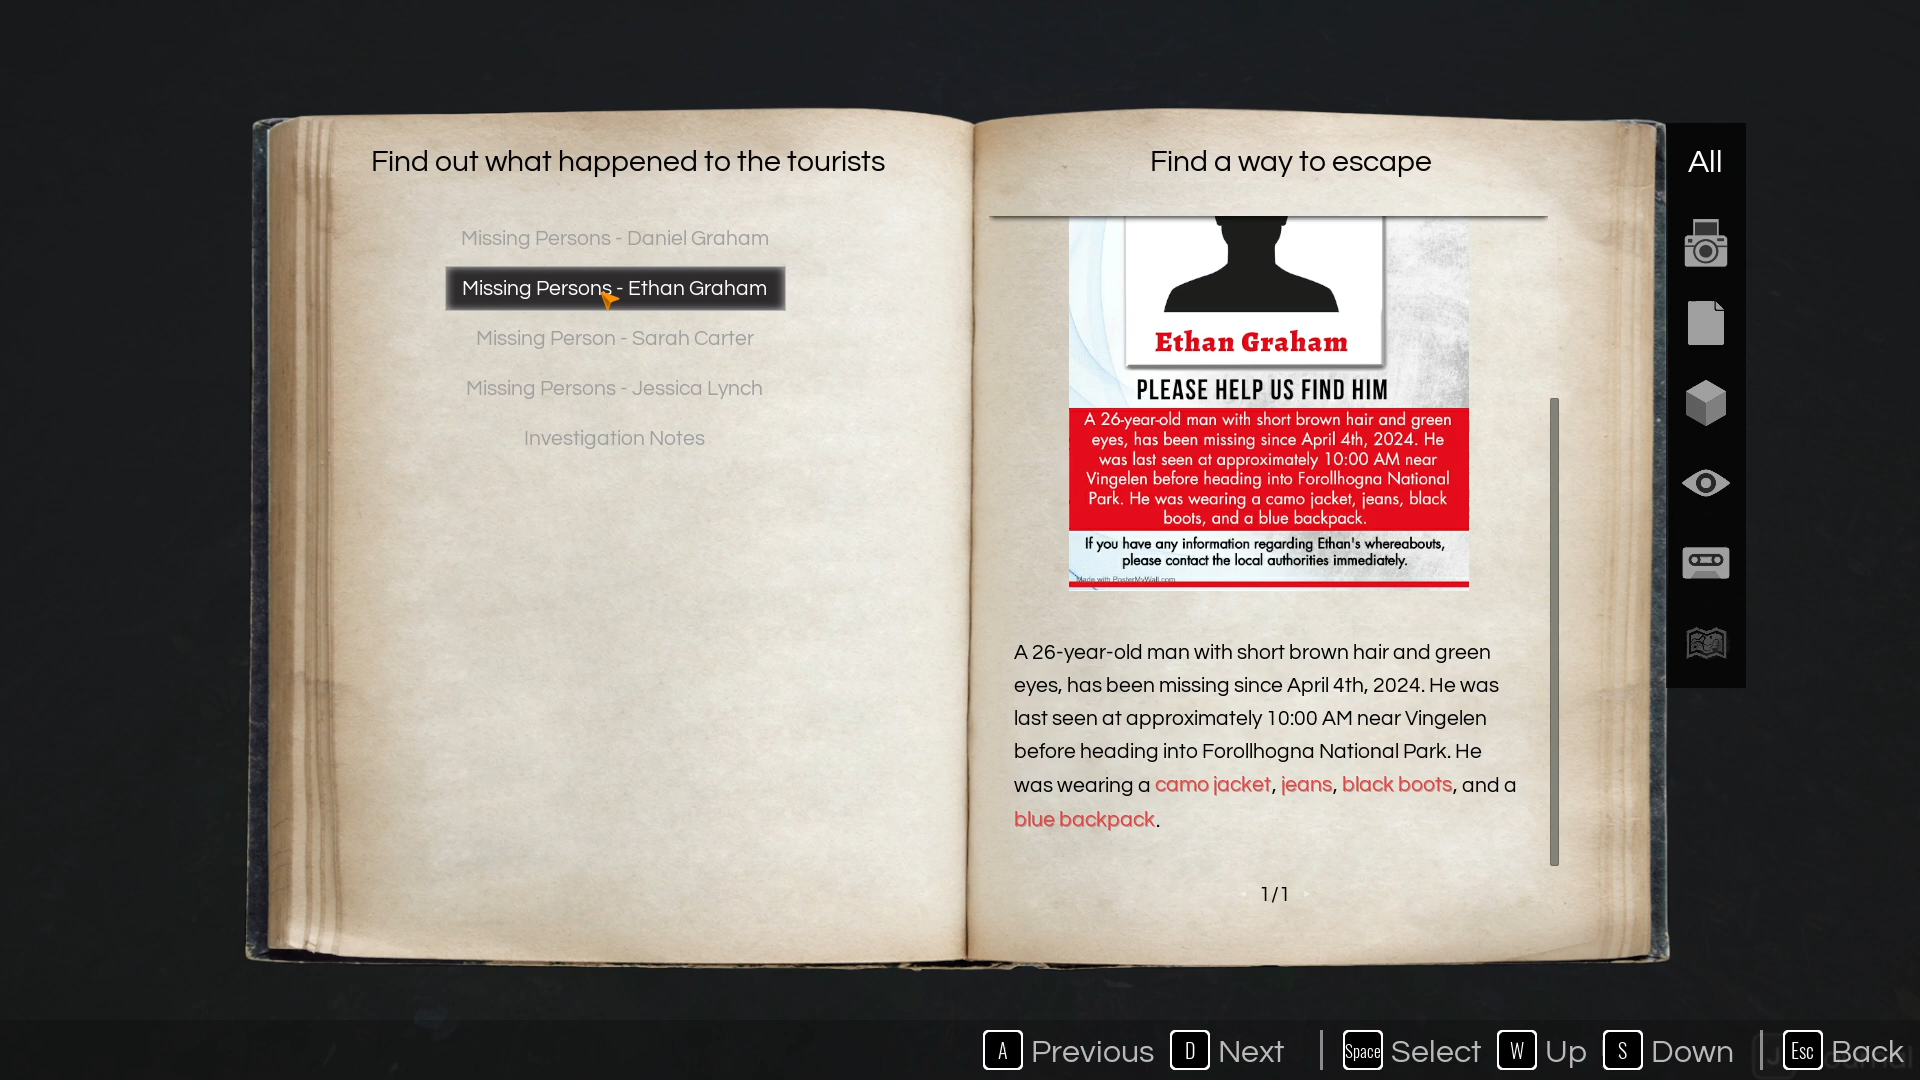 Find out what happened to the tourists
Missing Persons - Daniel Graham
Missing Persons - Ethan Graham
Missing Person - Sarah Carter
Missing Persons - Jessica Lynch
Investigation Notes
Find a way to escape
Ethan Graham
PLEASE HELP US FIND HIM
A 26-year-old man with short brown hair and green
eyes, has been missing since April 4th, 2024. He
was last seen at approximately 10:00 AM near
Vingelen before heading into Forollhogna National
Park. He was wearing a camo jacket, jeans, black
boots, and a blue backpack.
If you have any information regarding Ethan's whereabouts,
please contact the local authorities immediately.
Made with PosterMyWall.com
A 26-year-old man with short brown hair and green
eyes, has been missing since April 4th, 2024. He was
last seen at approximately 10:00 AM near Vingelen
before heading into Forollhogna National Park. He
was wearing a camo jacket, jeans, black boots, and a
blue backpack.
1/1
All
A Previous D Next Space Select W Up S Down Esc Back